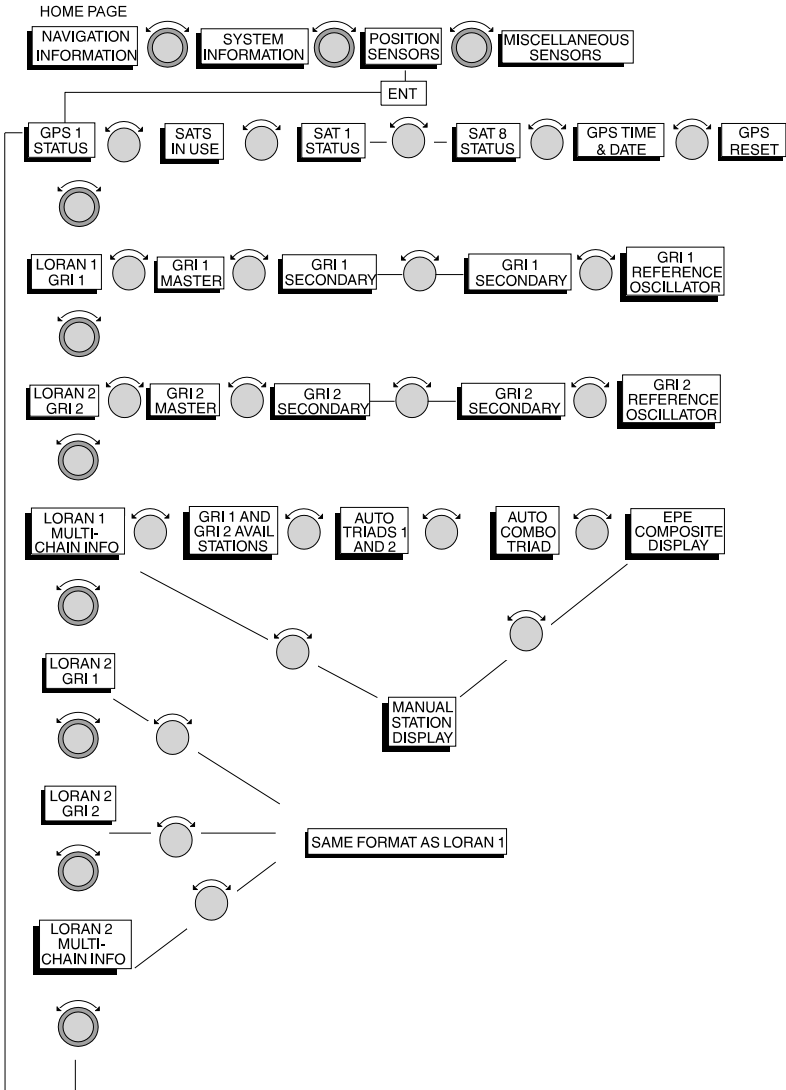 HOME PAGE
NAVIGATION
INFORMATION
SYSTEM
INFORMATION
POSITION
SENSORS
MISCELLANEOUS
SENSORS
ENT
GPS 1
STATUS
SATS
IN USE
SAT 1
STATUS
SAT 8
STATUS
GPS TIME
& DATE
GPS
RESET
LORAN 1
GRI 1
GRI 1
MASTER
GRI 1
SECONDARY
GRI 1
SECONDARY
GRI 1
REFERENCE
OSCILLATOR
LORAN 2
GRI 2
GRI 2
MASTER
GRI 2
SECONDARY
GRI 2
SECONDARY
GRI 2
REFERENCE
OSCILLATOR
LORAN 1
MULTI-
CHAIN INFO
GRI 1 AND
GRI 2 AVAIL
STATIONS
AUTO
TRIADS 1
AND 2
AUTO
COMBO
TRIAD
EPE
COMPOSITE
DISPLAY
LORAN 2
GRI 1
MANUAL
STATION
DISPLAY
LORAN 2
GRI 2
SAME FORMAT AS LORAN 1
LORAN 2
MULTI-
CHAIN INFO